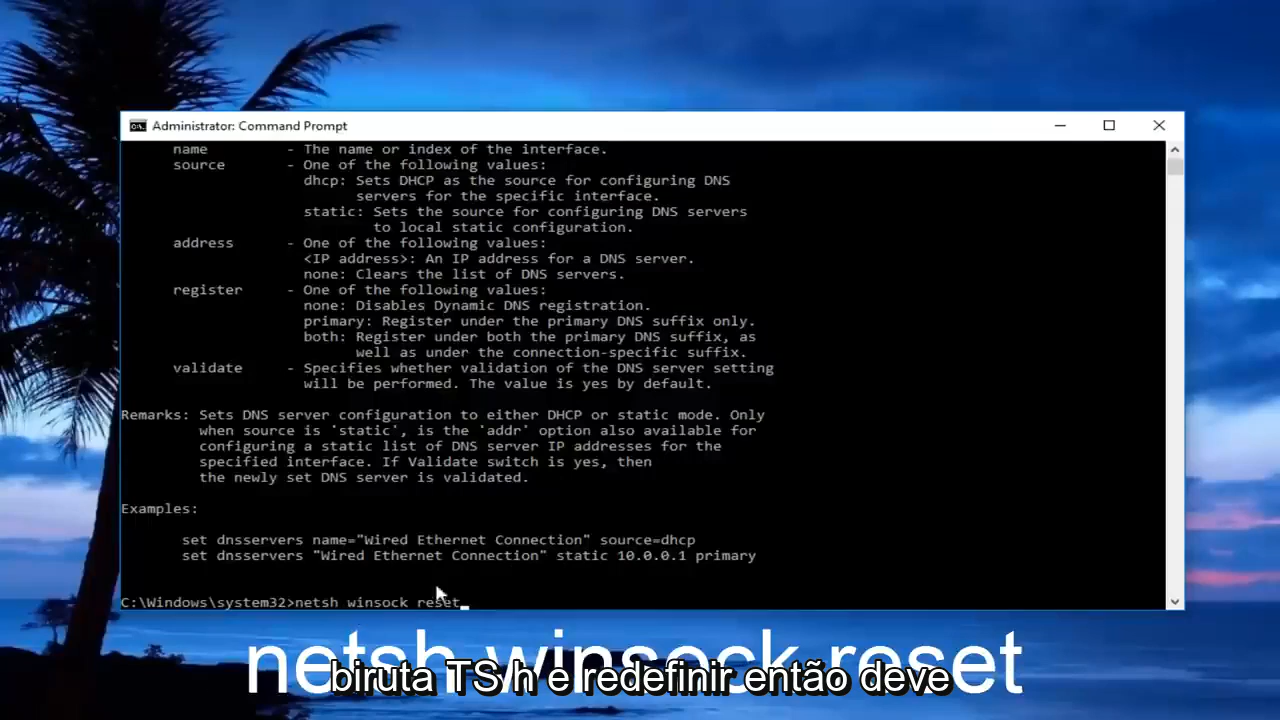 Administrator: Command Prompt
name - The name or index of the interface.
source - One of the following values:
dhcp: Sets DHCP as the source for configuring DNS
servers for the specific interface.
static: Sets the source for configuring DNS servers
to local static configuration.
address - One of the following values:
<IP address>: An IP address for a DNS server.
none: Clears the list of DNS servers.
register - One of the following values:
none: Disables Dynamic DNS registration.
primary: Register under the primary DNS suffix only.
both: Register under both the primary DNS suffix, as
well as under the connection-specific suffix.
validate - Specifies whether validation of the DNS server setting
will be performed. The value is yes by default.
Remarks: Sets DNS server configuration to either DHCP or static mode. Only
when source is 'static', is the 'addr' option also available for
configuring a static list of DNS server IP addresses for the
specified interface. If Validate switch is yes, then
the newly set DNS server is validated.
Examples:
set dnsservers name="Wired Ethernet Connection" source=dhcp
set dnsservers "Wired Ethernet Connection" static 10.0.0.1 primary
C:\Windows\system32>netsh winsock reset
netsh winsock reset
biruta TS h e redefinir então deve